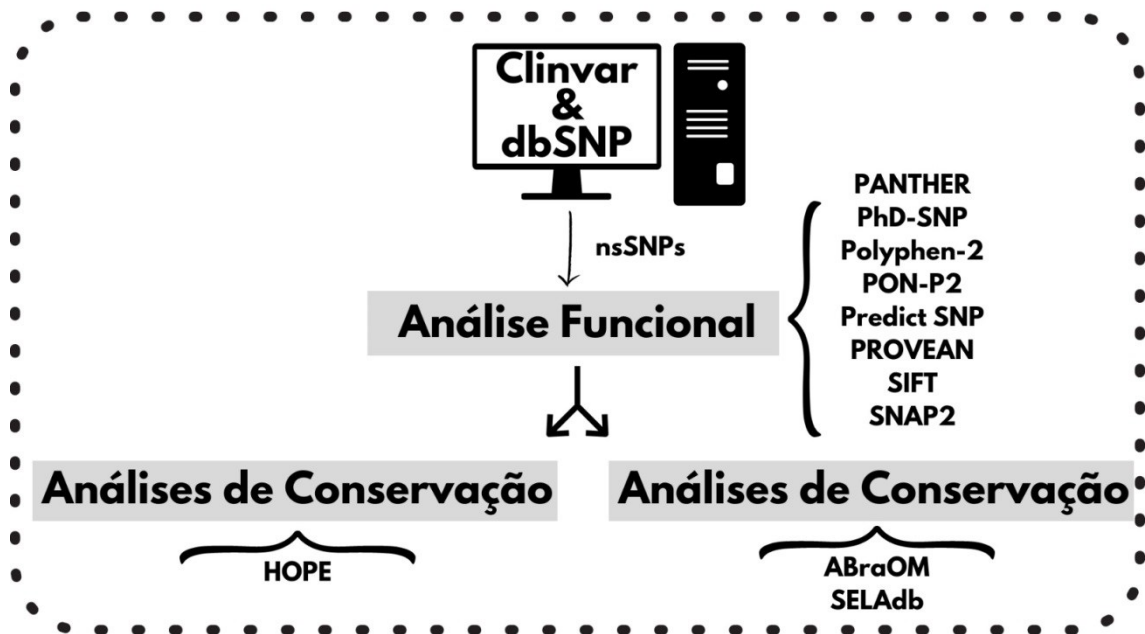 Clinvar
&
dbSNP
nsSNPs
Análise Funcional
PANTHER
PhD-SNP
Polyphen-2
PON-P2
Predict SNP
PROVEAN
SIFT
SNAP2
Análises de Conservação
HOPE
Análises de Conservação
ABraOM
SELAdb